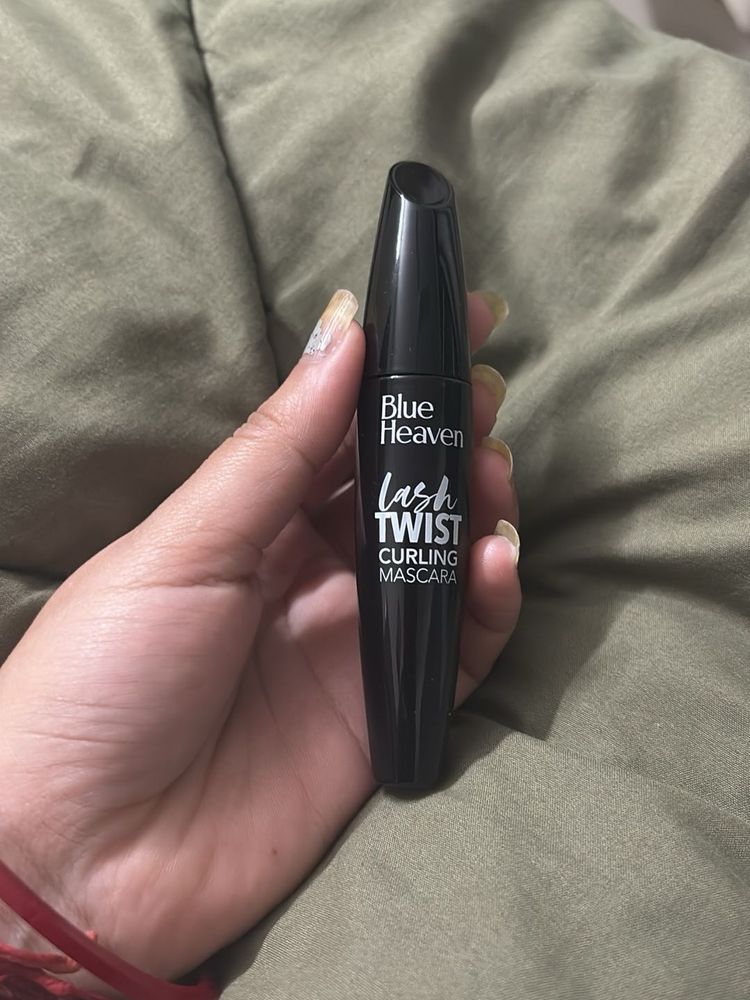 Blue
Heaven
lash
TWIST
CURLING
MASCARA